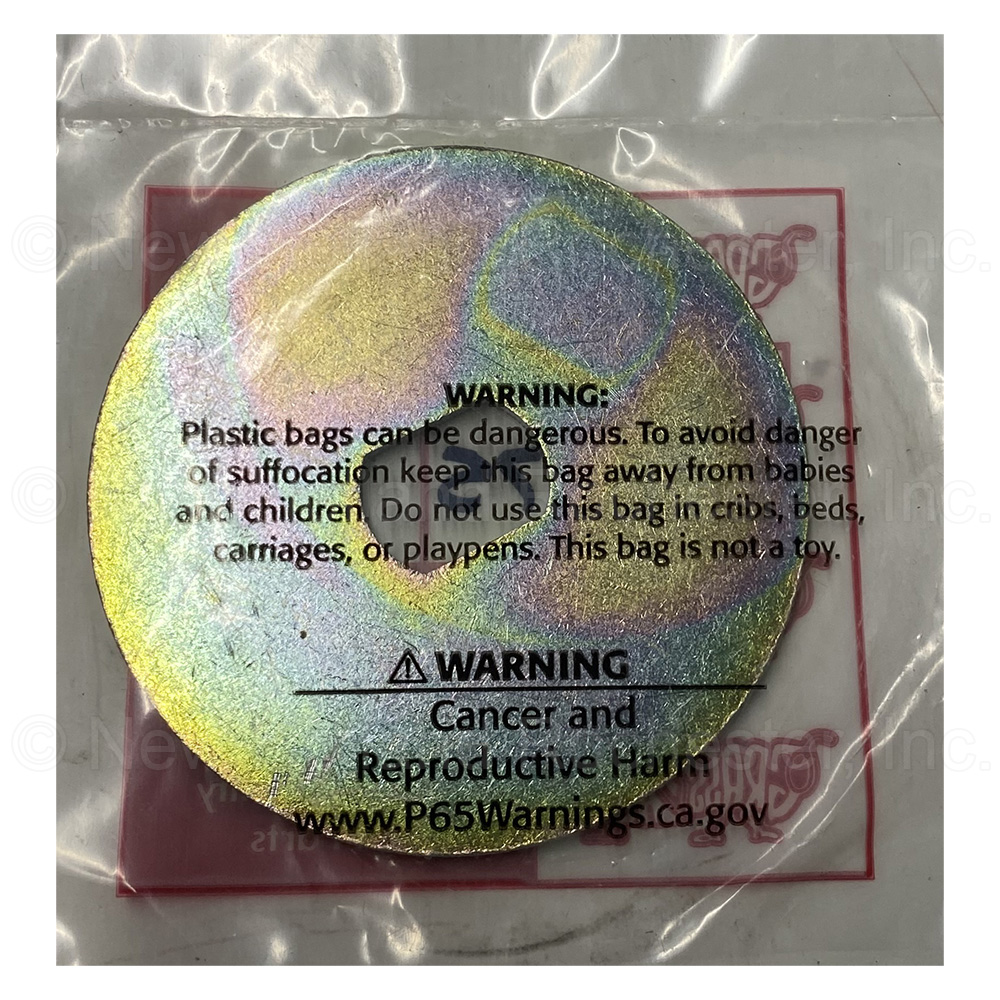 WARNING:
Plastic bags can be dangerous. To avoid danger
of suffocation keep this bag away from babies
and children. Do not use this bag in cribs, beds,
carriages, or playpens. This bag is not a toy.
⚠ WARNING
Cancer and
Reproductive Harm
www.P65Warnings.ca.gov